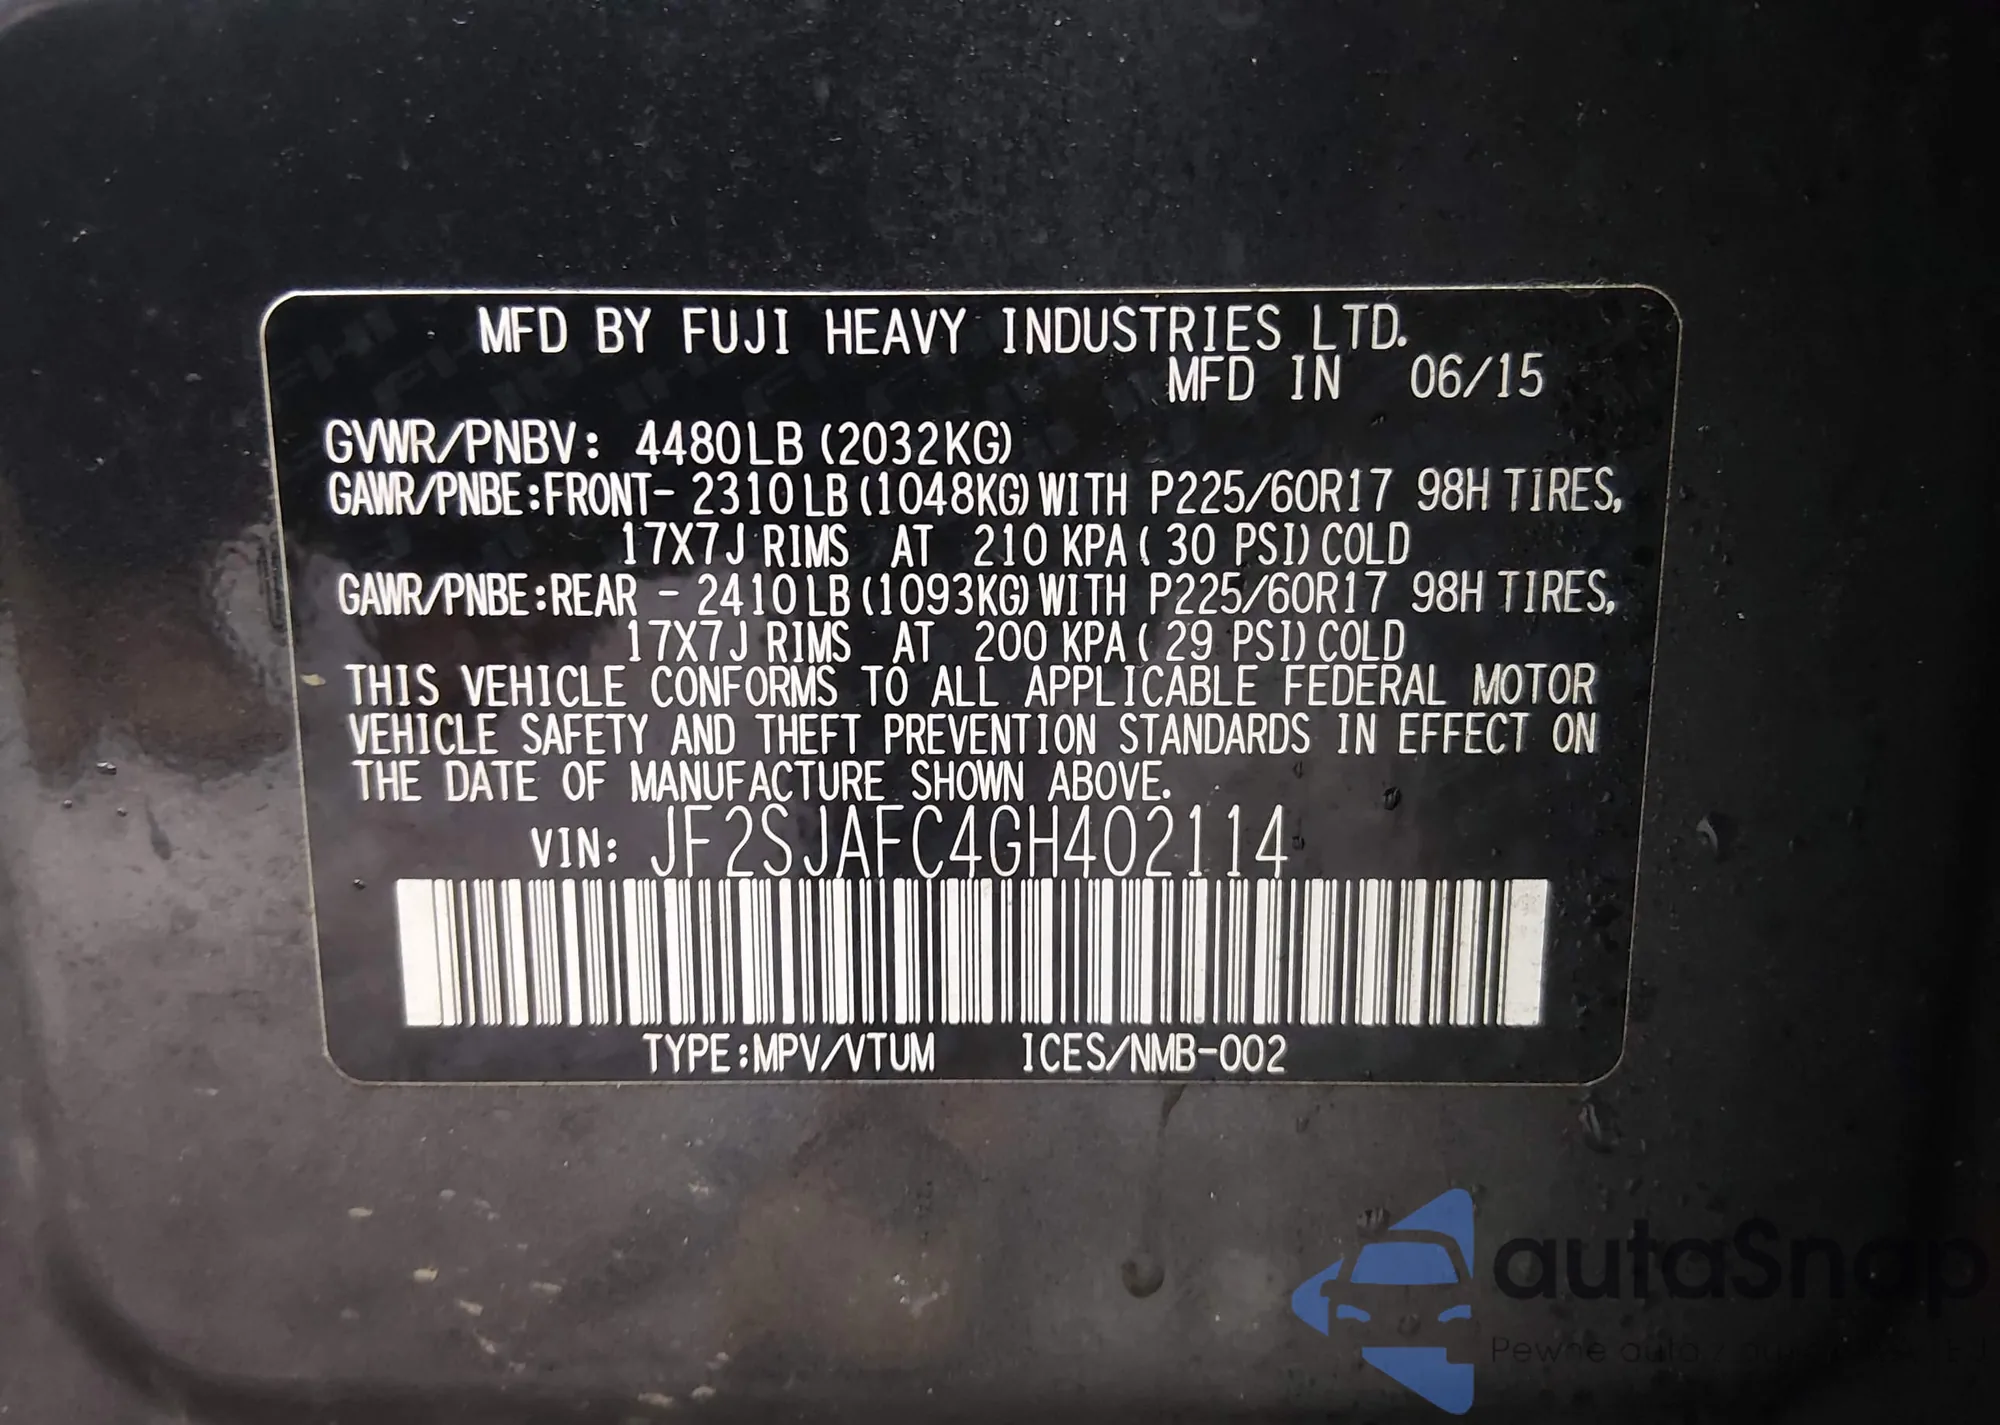 MFD BY FUJI HEAVY INDUSTRIES LTD.
MFD IN 06/15
GVWR/PNBV: 4480LB (2032KG)
GAWR/PNBE:FRONT- 2310LB (1048KG) WITH P225/60R17 98H TIRES,
17X7J RIMS AT 210 KPA ( 30 PSI) COLD
GAWR/PNBE:REAR - 2410LB (1093KG) WITH P225/60R17 98H TIRES,
17X7J RIMS AT 200 KPA ( 29 PSI) COLD
THIS VEHICLE CONFORMS TO ALL APPLICABLE FEDERAL MOTOR
VEHICLE SAFETY AND THEFT PREVENTION STANDARDS IN EFFECT ON
THE DATE OF MANUFACTURE SHOWN ABOVE.
VIN: JF2SJAFC4GH402114
TYPE:MPV/VTUM ICES/NMB-002
autaSnap
Pewne auta z